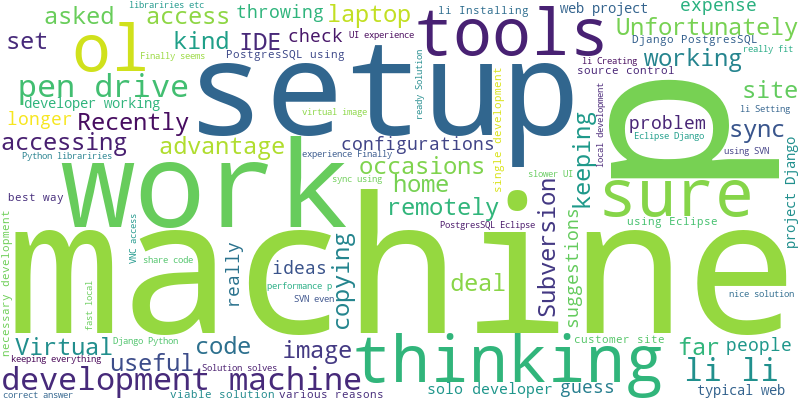 librariries etc
li Installing
web project
expense
asked
access
throwing
laptop
tools
Unfortunately
set
ol
kind
IDE
check
UI experience
Django PostgreSQL
PostgreSQL using
working
really fit
Finally seems
setup
source control
pen drive
ready Solution
site
developer working
virtual image
single development
li Creating
p
longer
Recently
problem
sync
li Setting
accessing
advantage
configurations
keeping
local development
Eclipse Django
Python librariries
experience Finally
occasions
using SVN
work
sync using
home
slower UI
sure
best way
remotely
Subversion
project Django
necessary development
VNC access
PostgresSQL Eclipse
using Eclipse
machine
really
copying
share code
ideas
deal
suggestions
performance p
SVN even
nice solution
fast local
Virtual
Django Python
code
customer site
far
people
keeping everything
useful
Solution solves
image
thinking
li li
development machine
solo developer
guess
typical web
correct answer
viable solution
various reasons